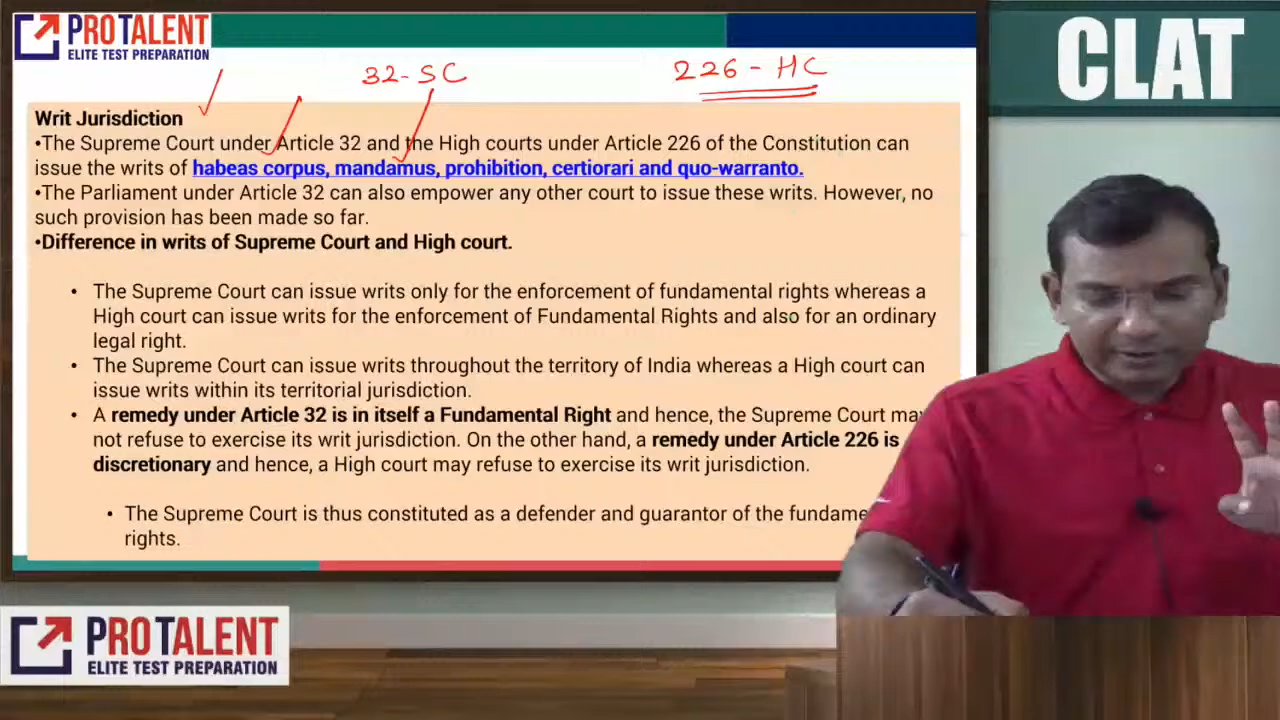 PROTALENT
ELITE TEST PREPARATION
CLAT
32-SC
226-HC
Writ Jurisdiction
•The Supreme Court under Article 32 and the High courts under Article 226 of the Constitution can
issue the writs of habeas corpus, mandamus, prohibition, certiorari and quo-warranto.
•The Parliament under Article 32 can also empower any other court to issue these writs. However, no
such provision has been made so far.
•Difference in writs of Supreme Court and High court.
• The Supreme Court can issue writs only for the enforcement of fundamental rights whereas a
High court can issue writs for the enforcement of Fundamental Rights and also for an ordinary
legal right.
• The Supreme Court can issue writs throughout the territory of India whereas a High court can
issue writs within its territorial jurisdiction.
• A remedy under Article 32 is in itself a Fundamental Right and hence, the Supreme Court may
not refuse to exercise its writ jurisdiction. On the other hand, a remedy under Article 226 is
discretionary and hence, a High court may refuse to exercise its writ jurisdiction.
• The Supreme Court is thus constituted as a defender and guarantor of the fundame
rights.
PROTALENT
ELITE TEST PREPARATION